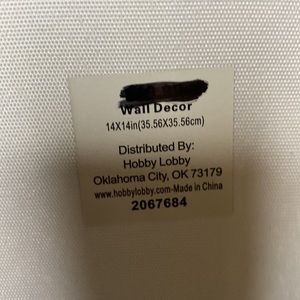 Wall Decor
14X14in(35.56X35.56cm)
Distributed By:
Hobby Lobby
Oklahoma City, OK 73179
www.hobbylobby.com-Made in China
2067684